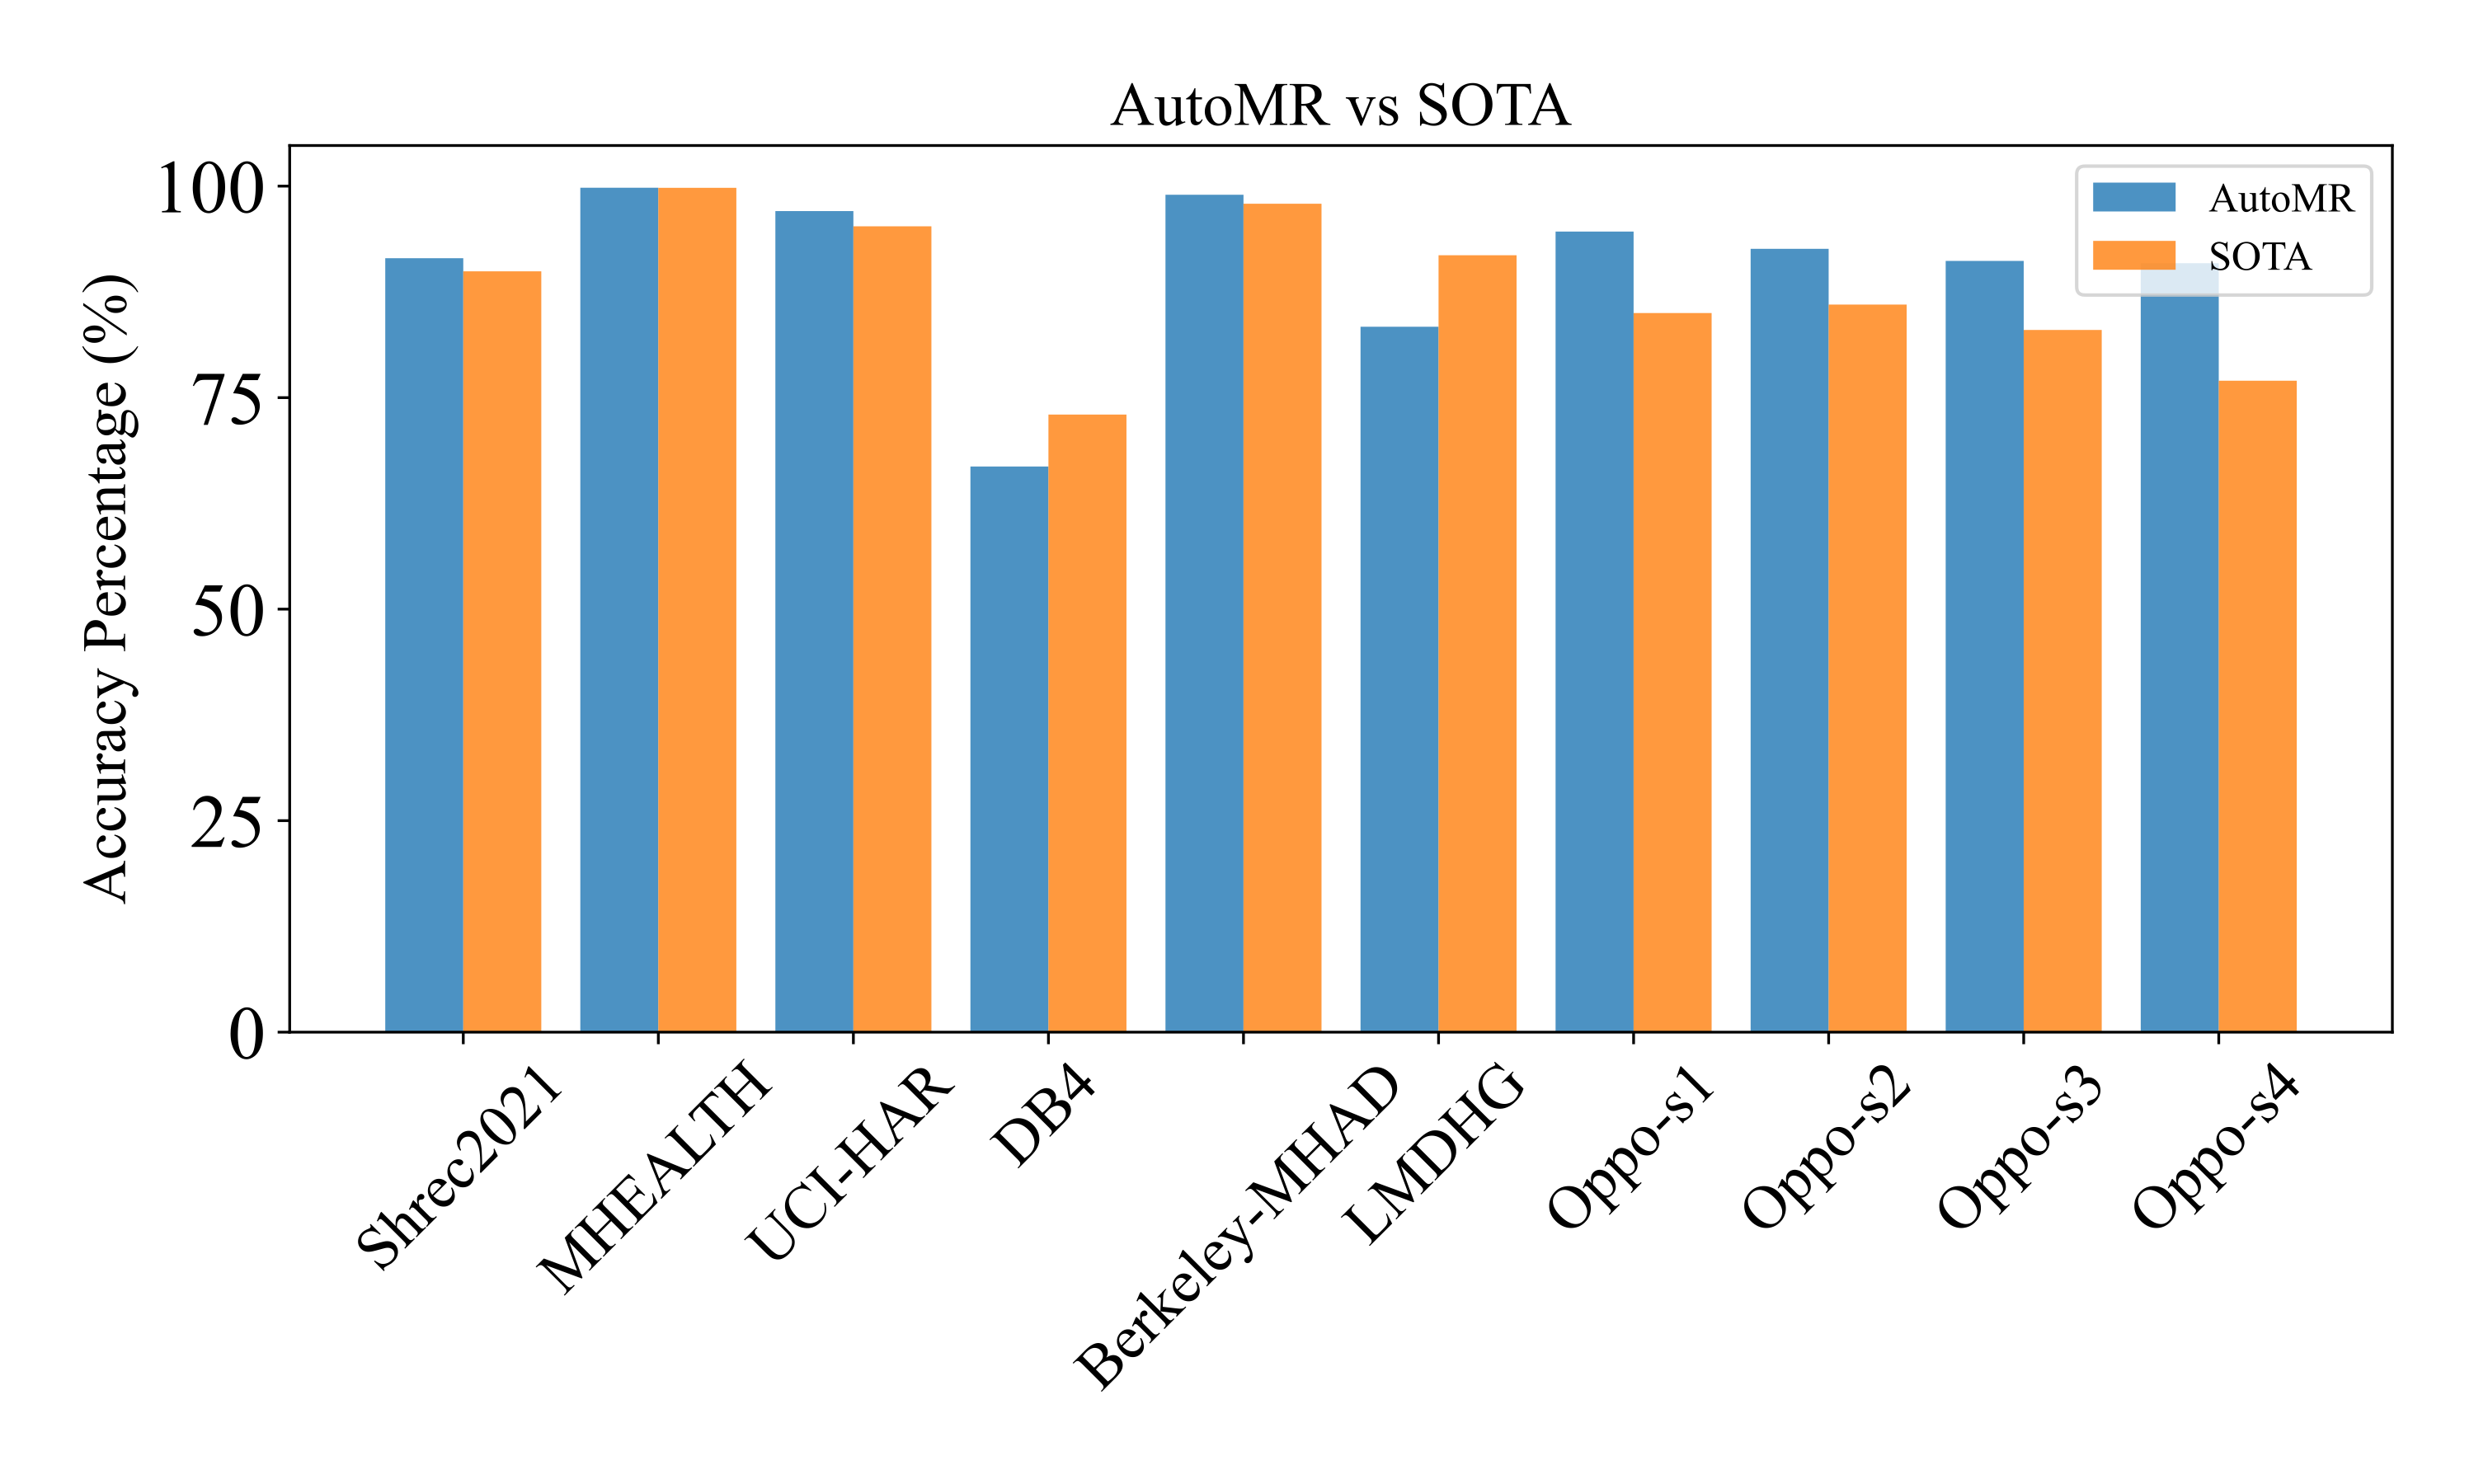 AutoMR vs SOTA
Accuracy Percentage (%)
100
75
50
25
0
AutoMR
SOTA
Shrec2021
MHEALTH
UCI-HAR
DB4
Berkeley-MHAD
LMDHG
Oppo-s1
Oppo-s2
Oppo-s3
Oppo-s4